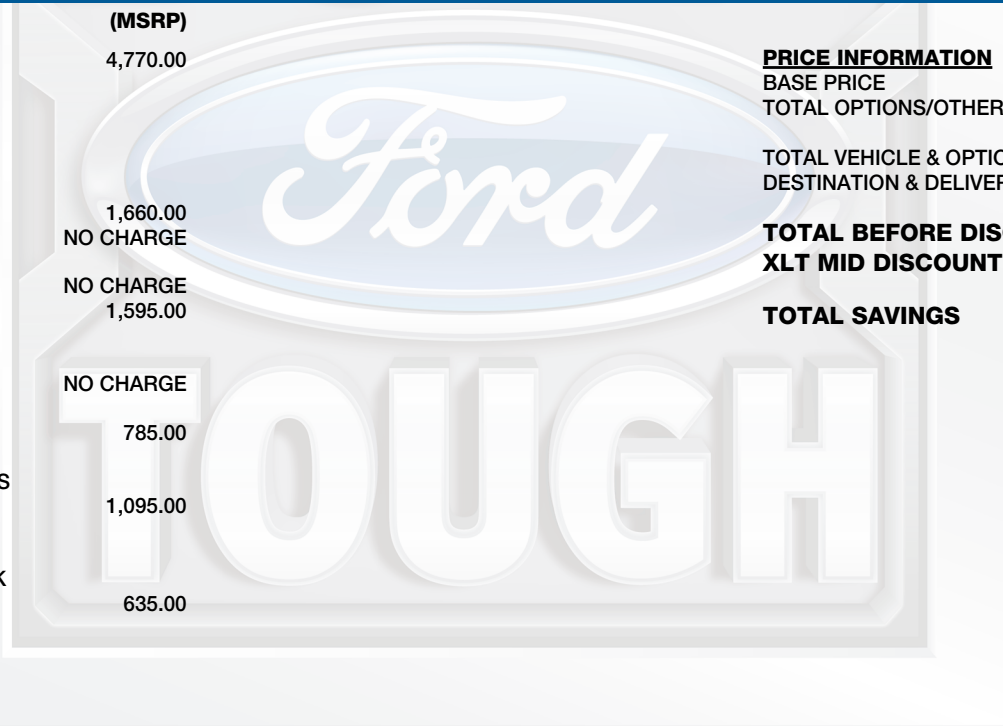 (MSRP)
4,770.00
1,660.00
NO CHARGE
NO CHARGE
1,595.00
NO CHARGE
785.00
S
1,095.00
K
635.00
PRICE INFORMATION
BASE PRICE
TOTAL OPTIONS/OTHER
TOTAL VEHICLE & OPTIO
DESTINATION & DELIVER
TOTAL BEFORE DIS
XLT MID DISCOUNT
TOTAL SAVINGS
Ford
TOUGH